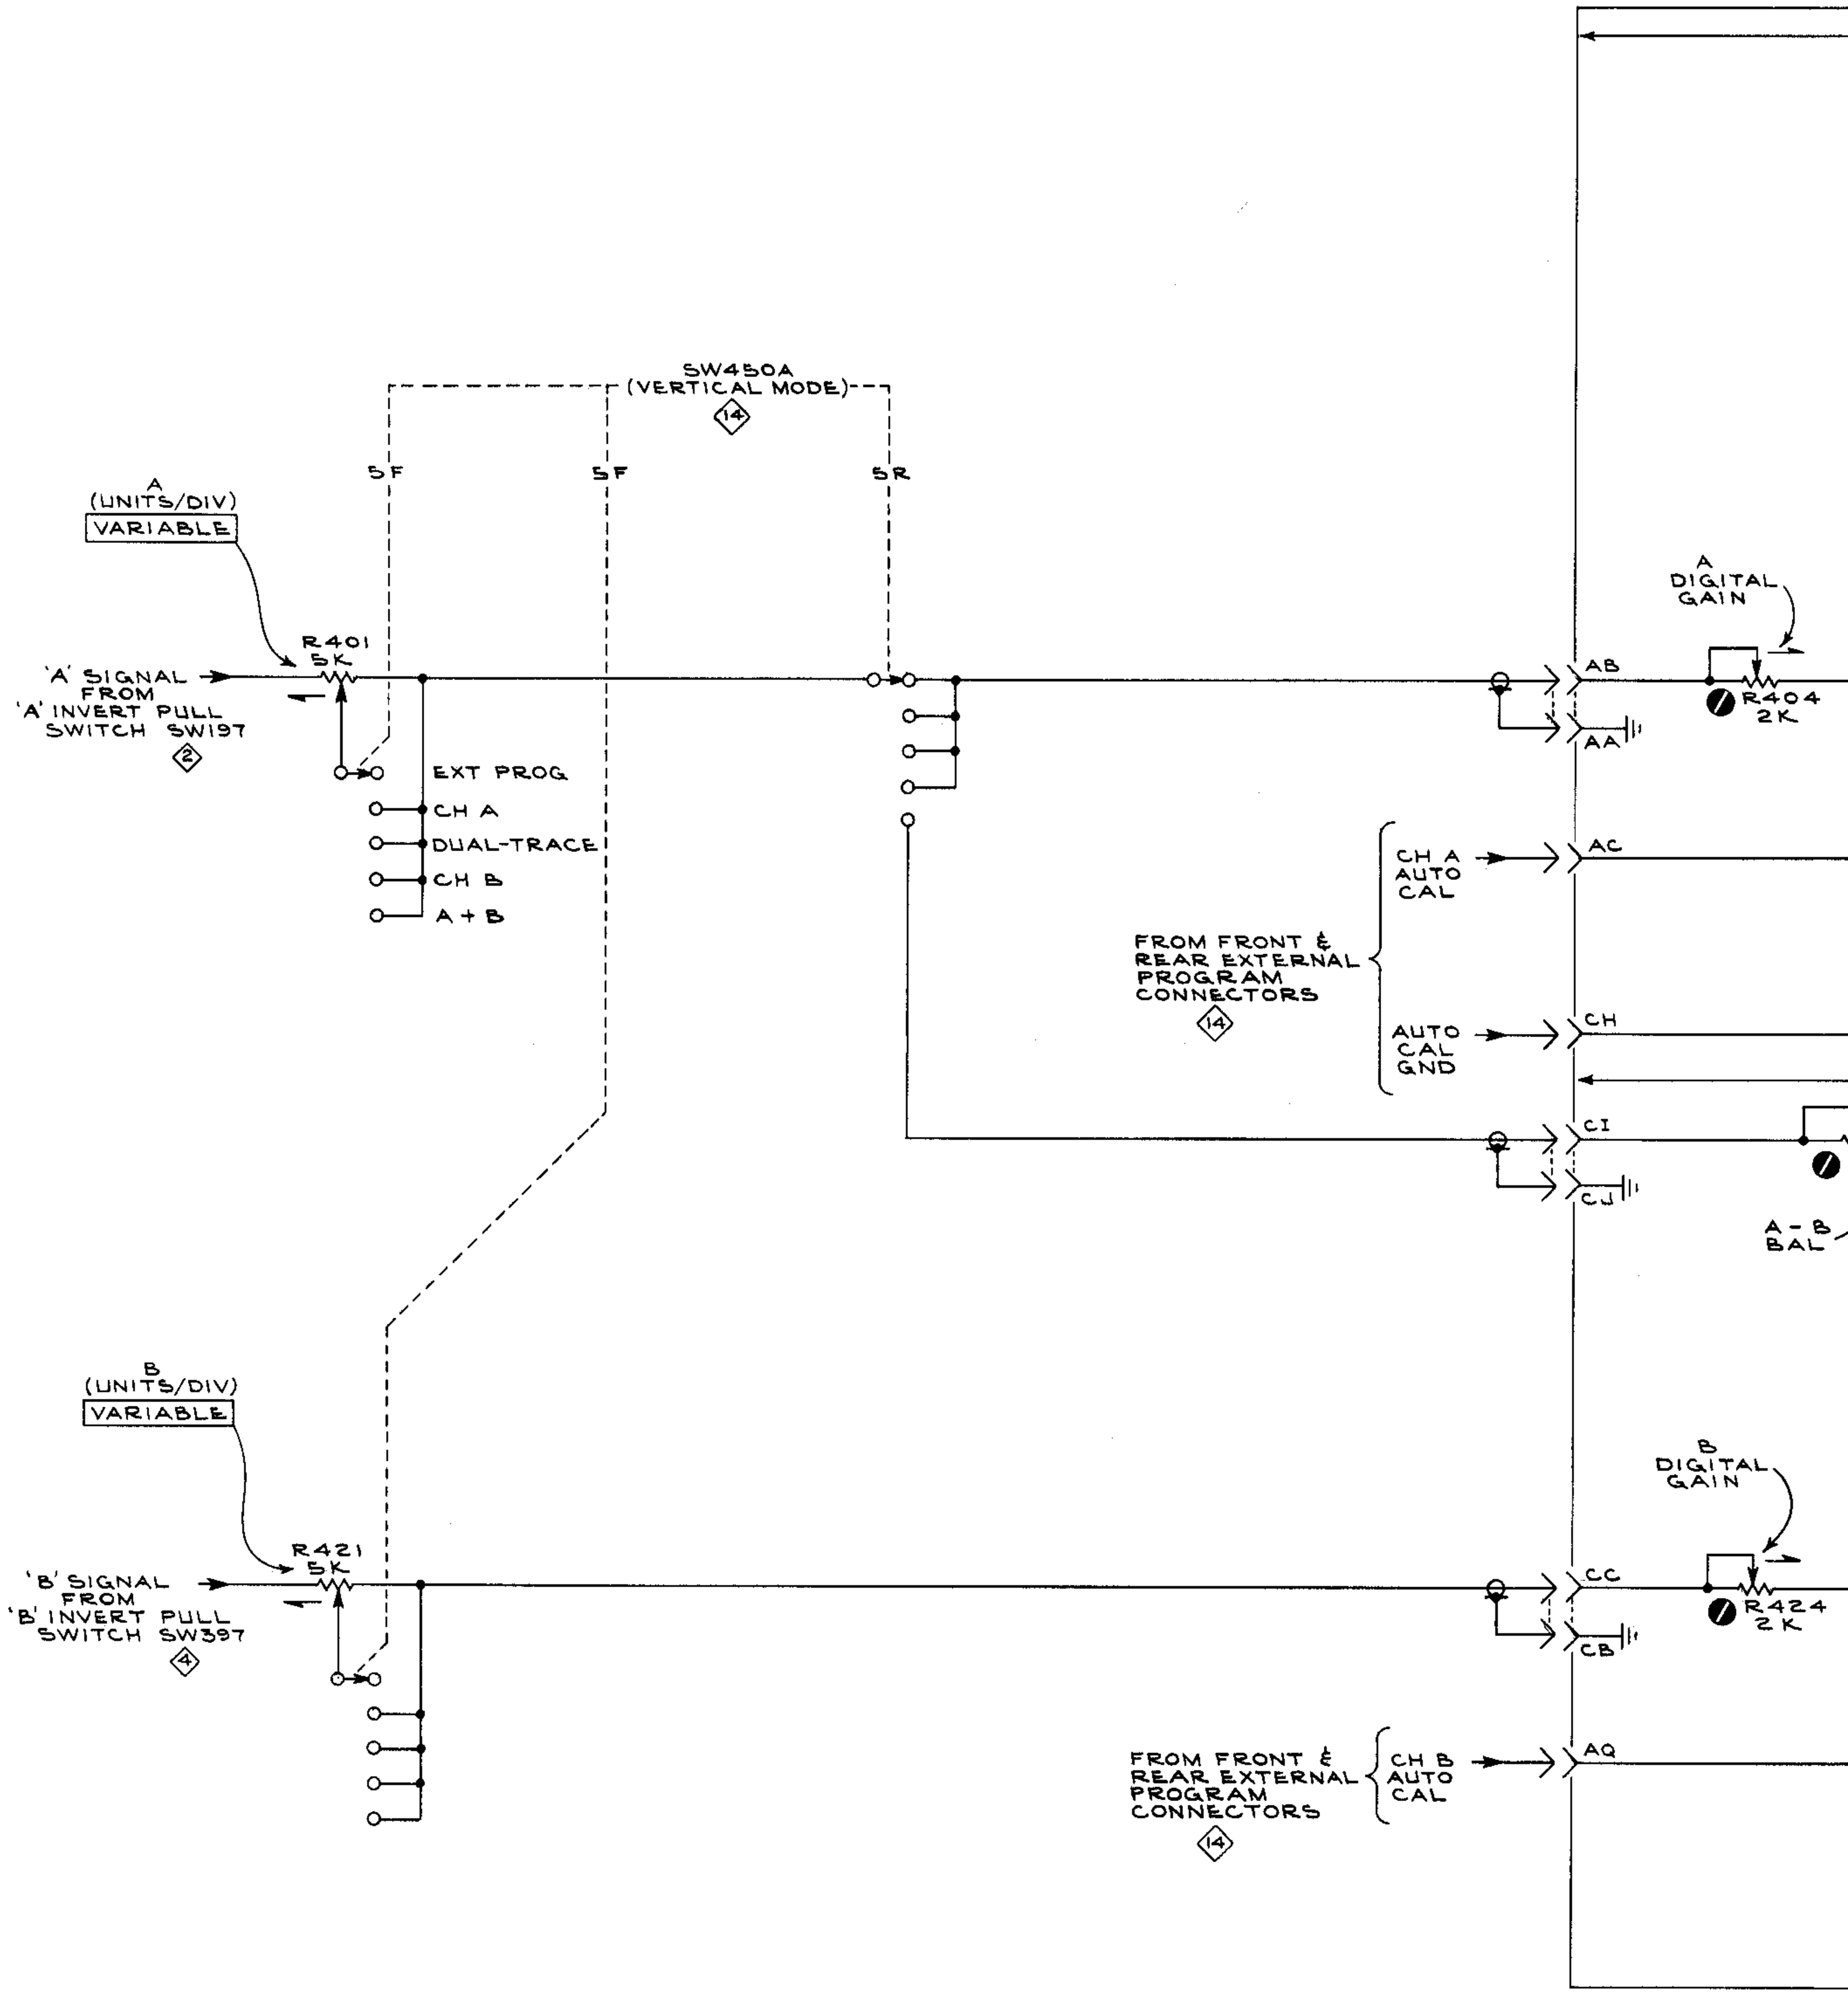 SW450A
(VERTICAL MODE)
14
5F
5F
5R
A
(UNITS/DIV)
VARIABLE
R401
5K
'A' SIGNAL
FROM
'A' INVERT PULL
SWITCH SW197
2
EXT PROG
CH A
DUAL-TRACE
CH B
A + B
A
DIGITAL
GAIN
AB
R404
2K
AA
CH A
AUTO
CAL
AC
FROM FRONT &
REAR EXTERNAL
PROGRAM
CONNECTORS
14
AUTO
CAL
GND
CH
CI
CJ
A - B
BAL
B
(UNITS/DIV)
VARIABLE
R421
5K
'B' SIGNAL
FROM
'B' INVERT PULL
SWITCH SW397
4
B
DIGITAL
GAIN
CC
R424
2K
CB
FROM FRONT &
REAR EXTERNAL
PROGRAM
CONNECTORS
14
CH B
AUTO
CAL
AQ